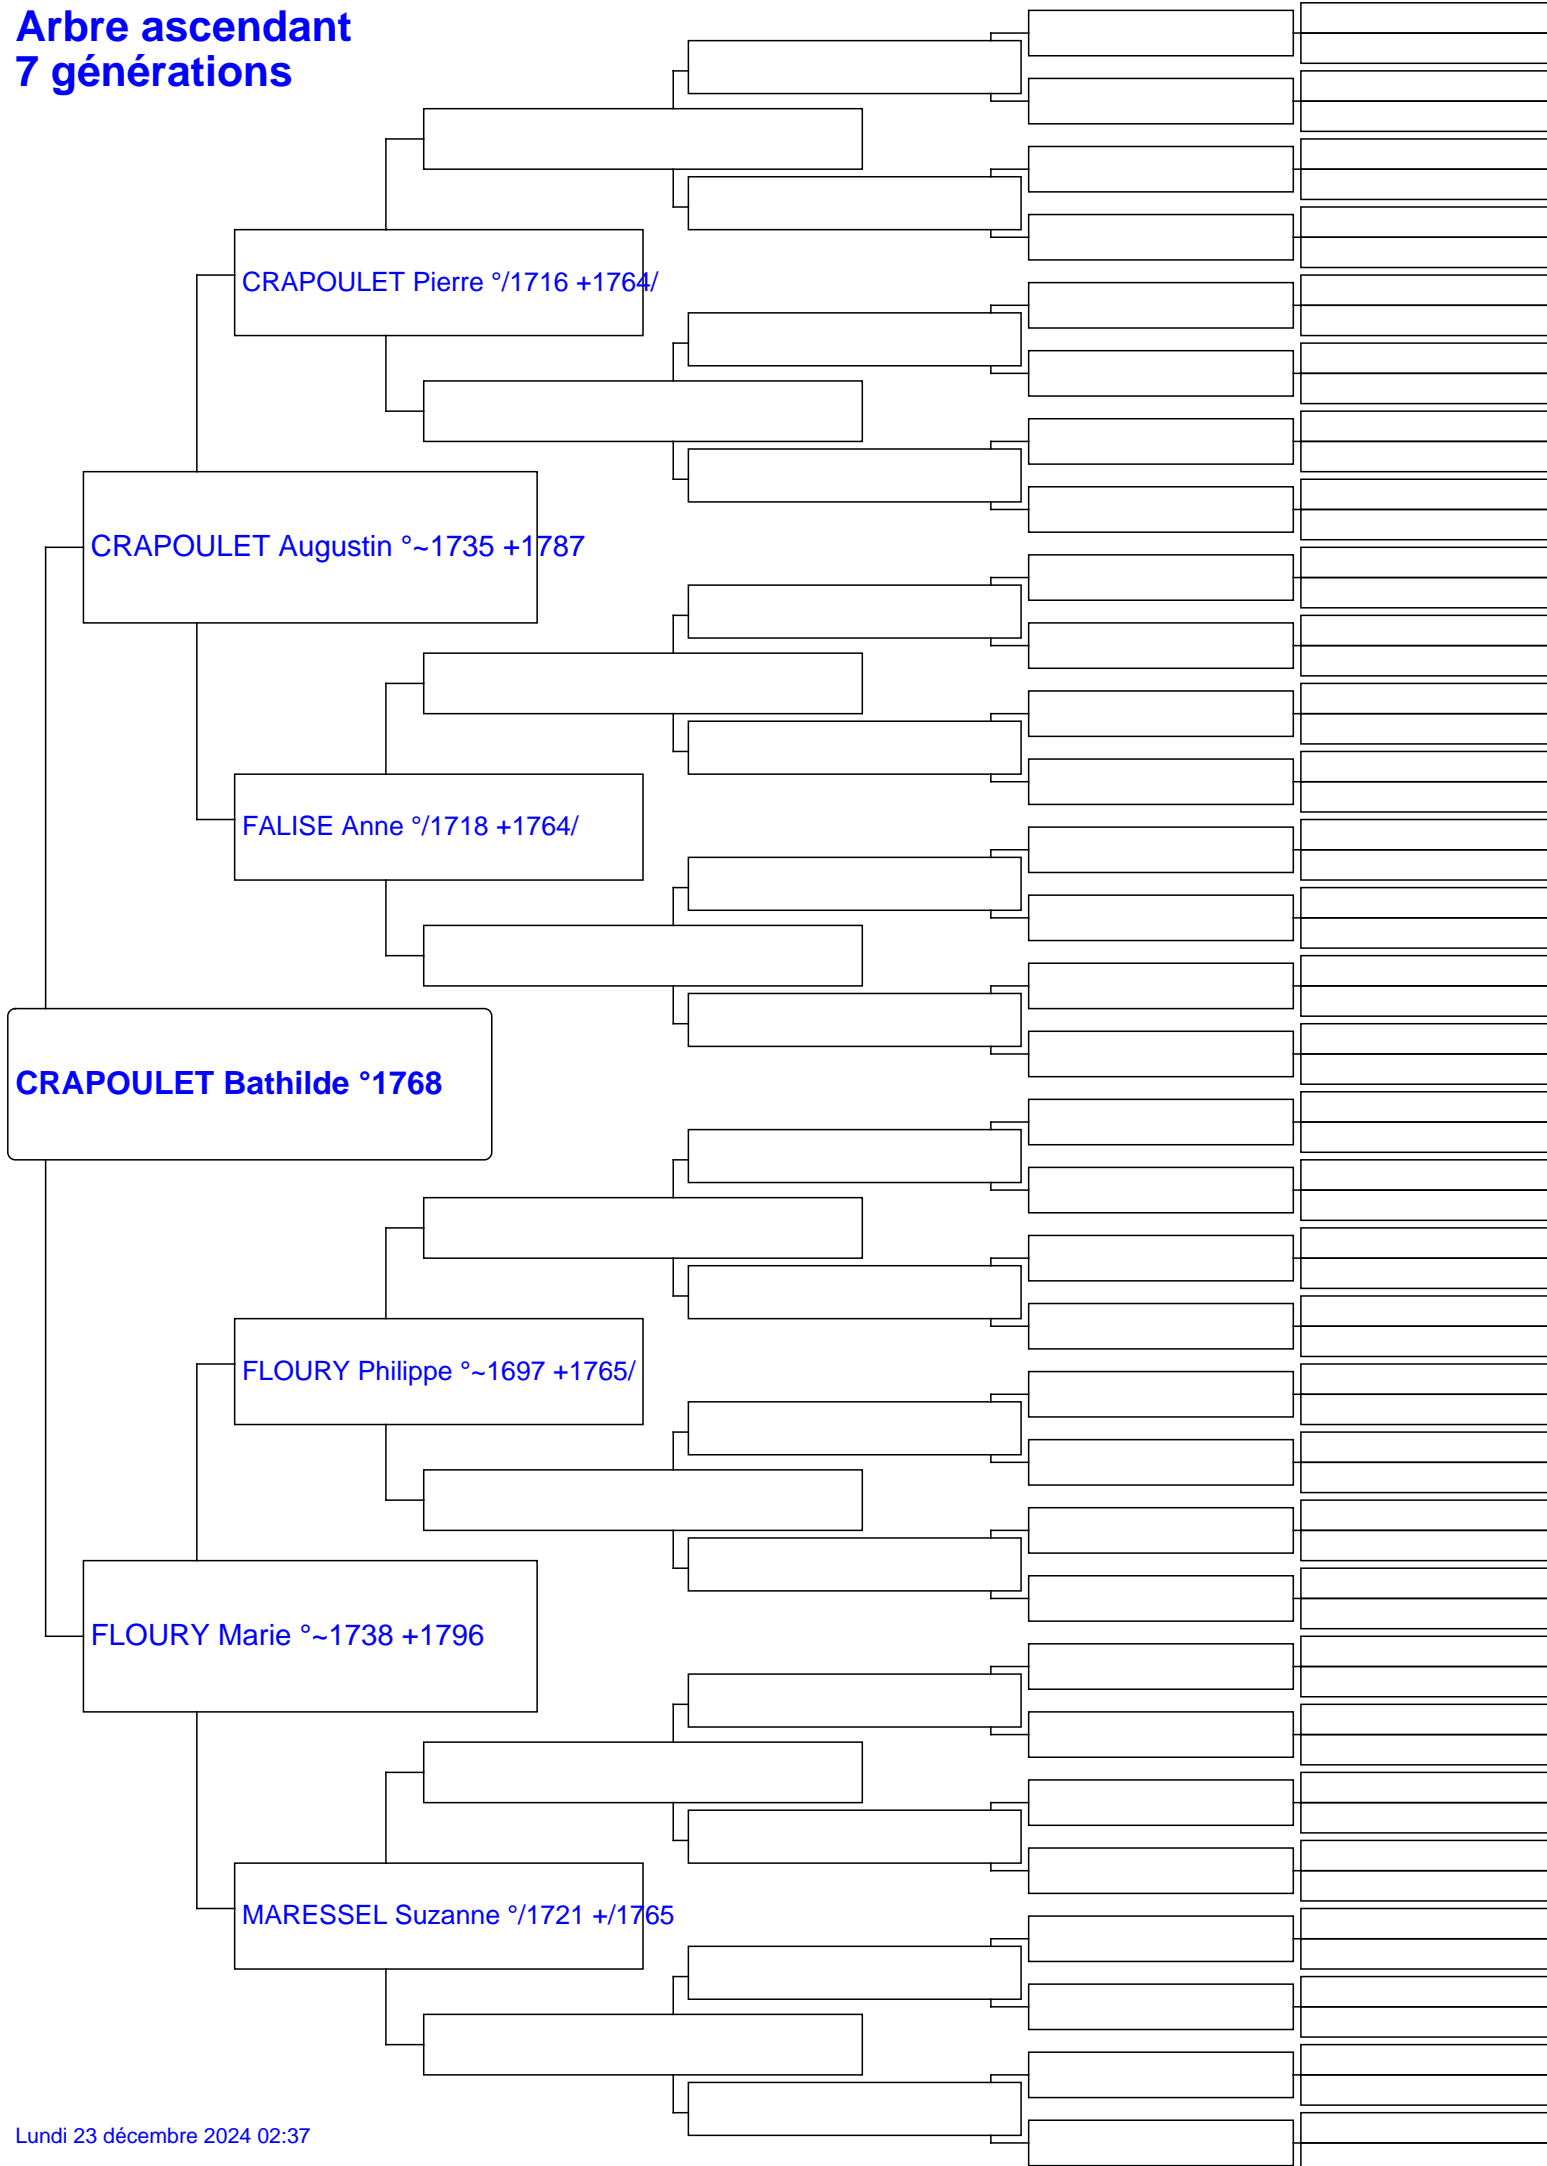 Arbre ascendant
7 générations
CRAPOULET Pierre °/1716 +1764/
CRAPOULET Augustin °~1735 +1787
FALISE Anne °/1718 +1764/
CRAPOULET Bathilde °1768
FLOURY Philippe °~1697 +1765/
FLOURY Marie °~1738 +1796
MARESSEL Suzanne °/1721 +/1765
Lundi 23 décembre 2024 02:37